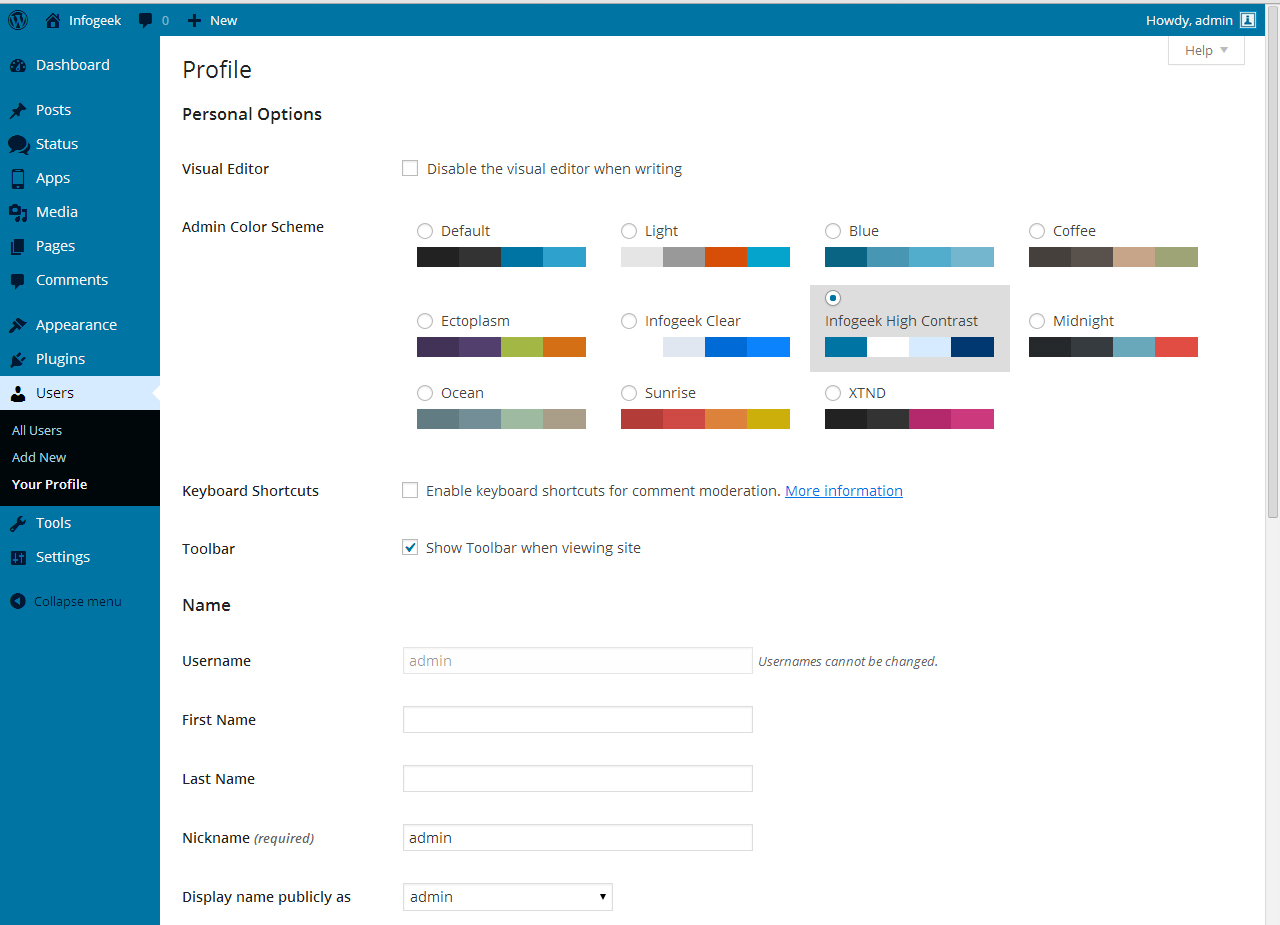 Infogeek 0 New Howdy, admin
Help
Dashboard
Posts
Status
Apps
Media
Pages
Comments
Appearance
Plugins
Users
All Users
Add New
Your Profile
Tools
Settings
Collapse menu
Profile
Personal Options
Visual Editor Disable the visual editor when writing
Admin Color Scheme
Default Light Blue Coffee
Ectoplasm Infogeek Clear Infogeek High Contrast Midnight
Ocean Sunrise XTND
Keyboard Shortcuts Enable keyboard shortcuts for comment moderation. More information
Toolbar Show Toolbar when viewing site
Name
Username admin Usernames cannot be changed.
First Name
Last Name
Nickname (required) admin
Display name publicly as admin